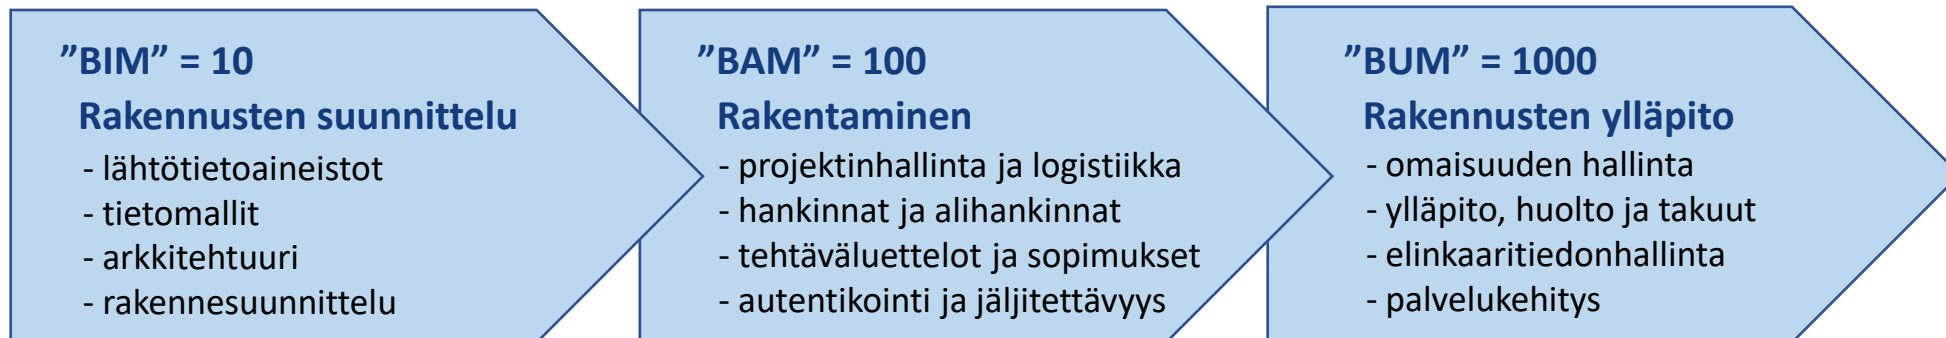 ”BIM” = 10
Rakennusten suunnittelu
- lähtötietoaineistot
- tietomallit
- arkkitehtuuri
- rakennesuunnittelu
”BAM” = 100
Rakentaminen
- projektinhallinta ja logistiikka
- hankinnat ja alihankinnat
- tehtäväluettelot ja sopimukset
- autentikointi ja jäljitettävyys
”BUM” = 1000
Rakennusten ylläpito
- omaisuuden hallinta
- ylläpito, huolto ja takuut
- elinkaaritiedonhallinta
- palvelukehitys